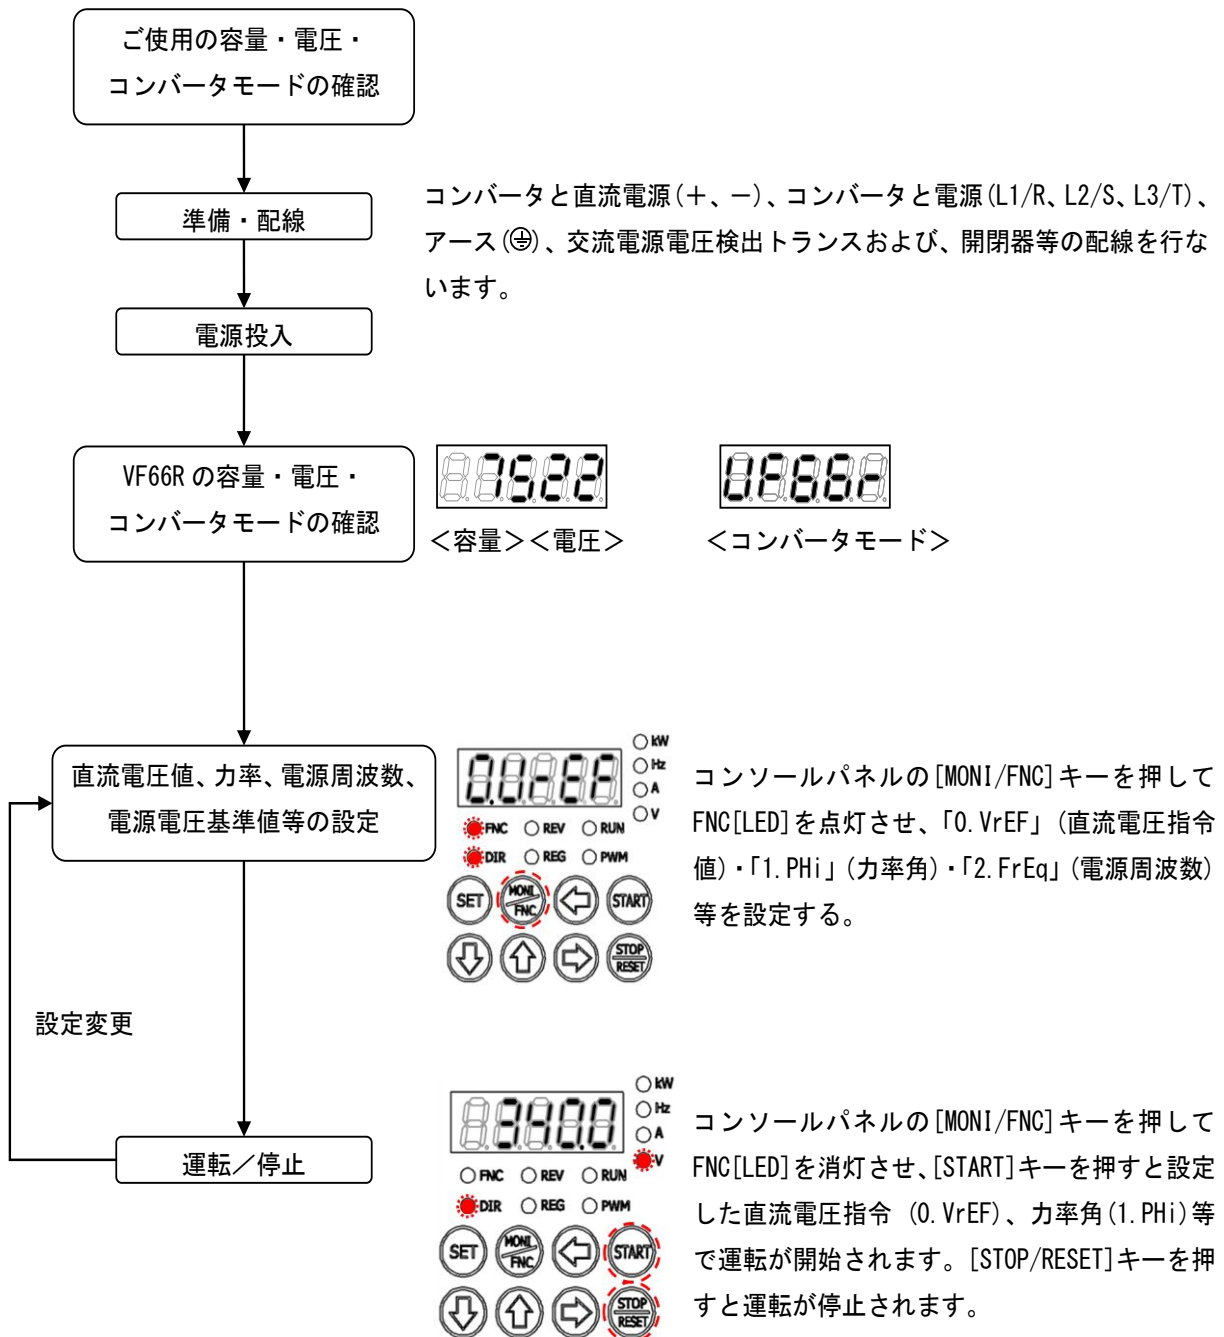 ご使用の容量・電圧・
コンバータモードの確認
準備・配線
コンバータと直流電源(＋、－)、コンバータと電源(L1/R、L2/S、L3/T)、
アース(⏚)、交流電源電圧検出トランスおよび、開閉器等の配線を行な
います。
電源投入
VF66R の容量・電圧・
コンバータモードの確認
7522
UF66r
＜容量＞＜電圧＞
＜コンバータモード＞
直流電圧値、力率、電源周波数、
電源電圧基準値等の設定
0.UrEF
kW
Hz
A
V
FNC REV RUN
DIR REG PWM
SET MONI/FNC START
STOP/RESET
コンソールパネルの[MONI/FNC]キーを押して
FNC[LED]を点灯させ、「0.VrEF」(直流電圧指令
値)・「1.PHi」(力率角)・「2.FrEq」(電源周波数)
等を設定する。
設定変更
運転／停止
340.0
kW
Hz
A
V
FNC REV RUN
DIR REG PWM
SET MONI/FNC START
STOP/RESET
コンソールパネルの[MONI/FNC]キーを押して
FNC[LED]を消灯させ、[START]キーを押すと設定
した直流電圧指令 (0.VrEF)、力率角(1.PHi)等
で運転が開始されます。[STOP/RESET]キーを押
すと運転が停止されます。